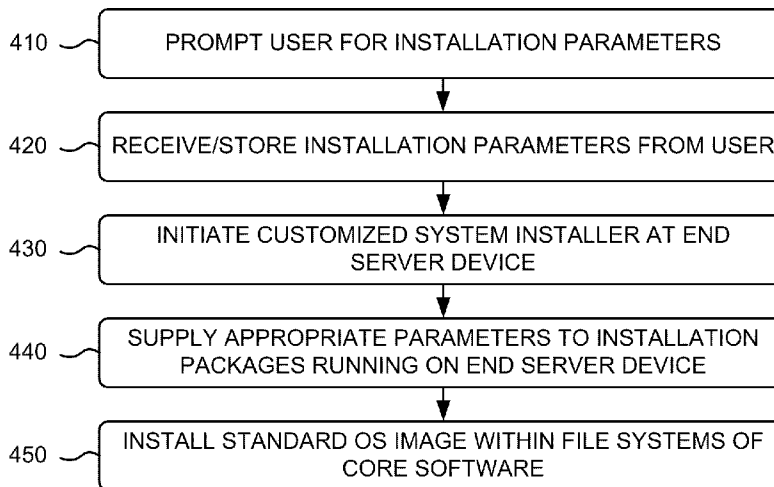 410
PROMPT USER FOR INSTALLATION PARAMETERS
420
RECEIVE/STORE INSTALLATION PARAMETERS FROM USER
430
INITIATE CUSTOMIZED SYSTEM INSTALLER AT END
SERVER DEVICE
440
SUPPLY APPROPRIATE PARAMETERS TO INSTALLATION
PACKAGES RUNNING ON END SERVER DEVICE
450
INSTALL STANDARD OS IMAGE WITHIN FILE SYSTEMS OF
CORE SOFTWARE